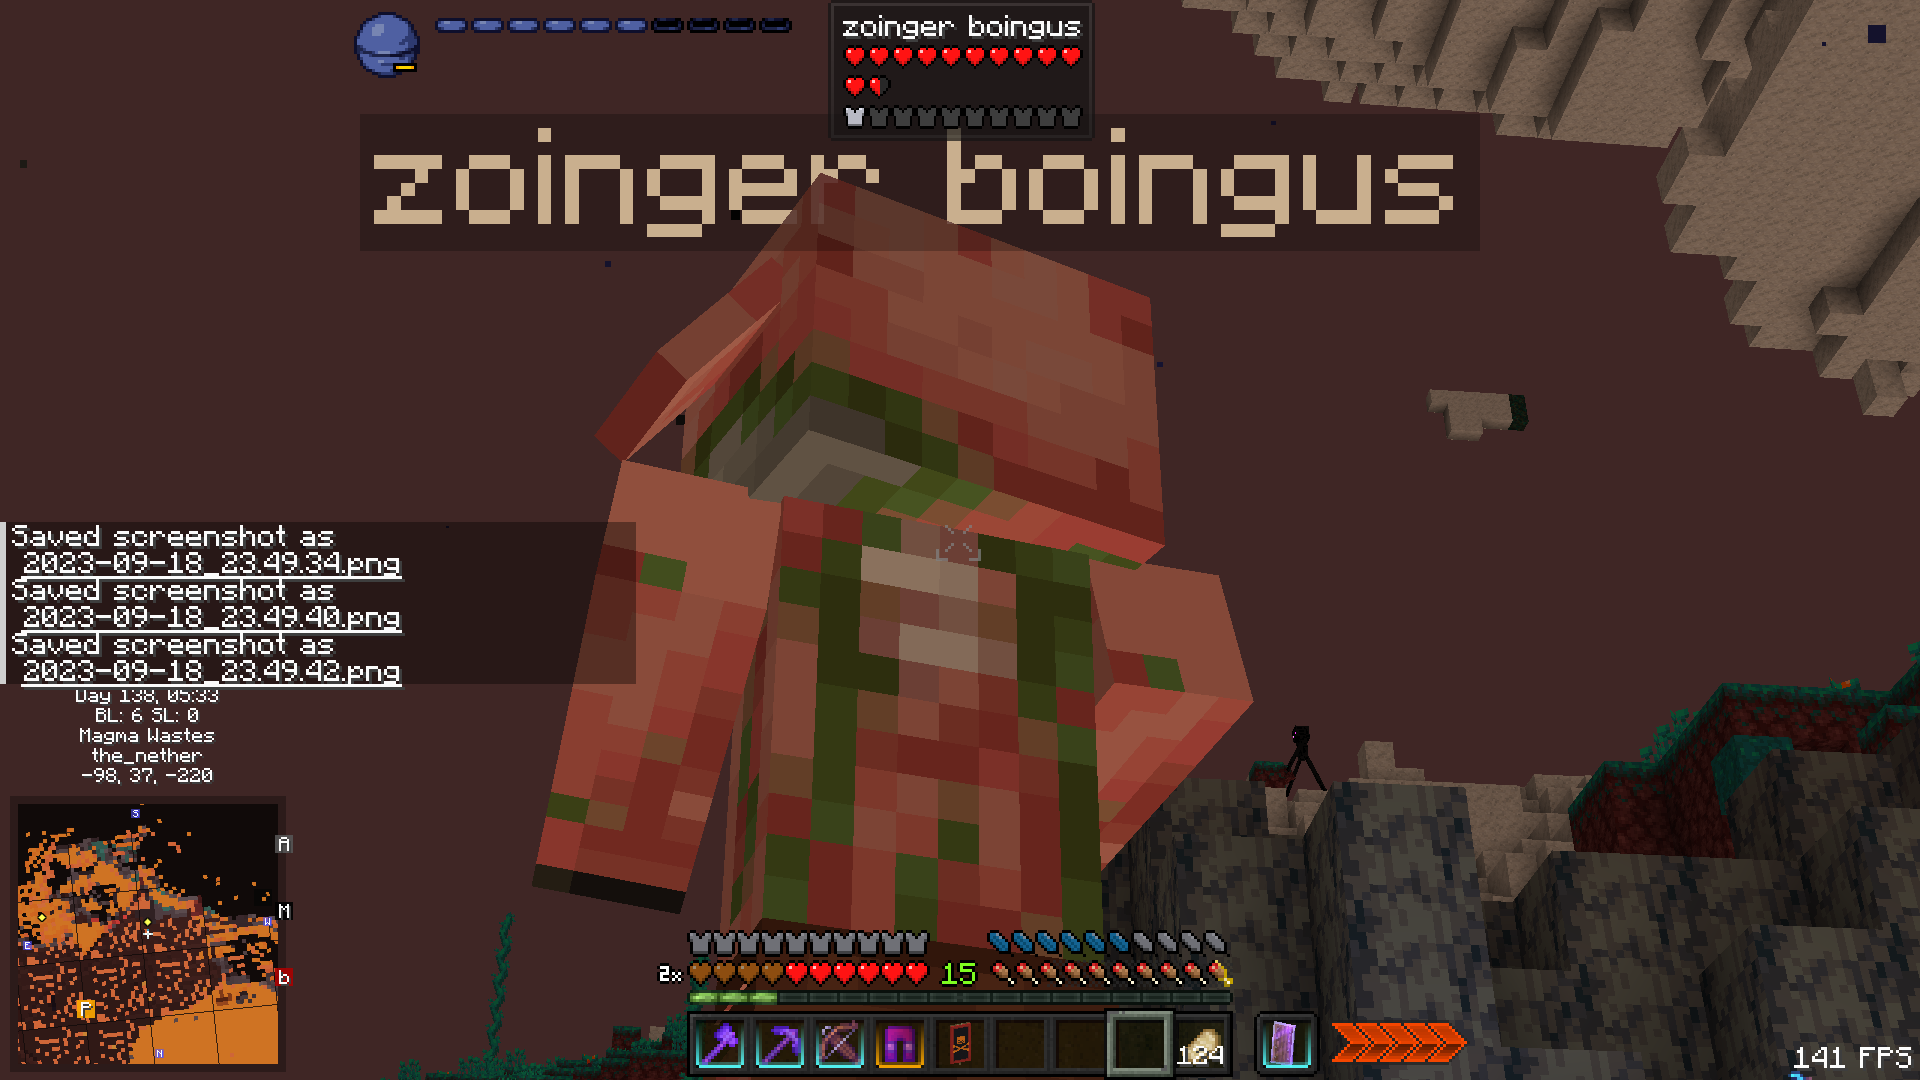 zoinger boingus
zoinger boingus
Saved screenshot as
2023-09-18_23.49.34.png
Saved screenshot as
2023-09-18_23.49.40.png
Saved screenshot as
2023-09-18_23.49.42.png
Day 138, 05:33
BL: 6 SL: 0
Magma Wastes
the_nether
-98, 37, -220
S
A
M
W
E
b
P
N
2x
15
124
141 FPS